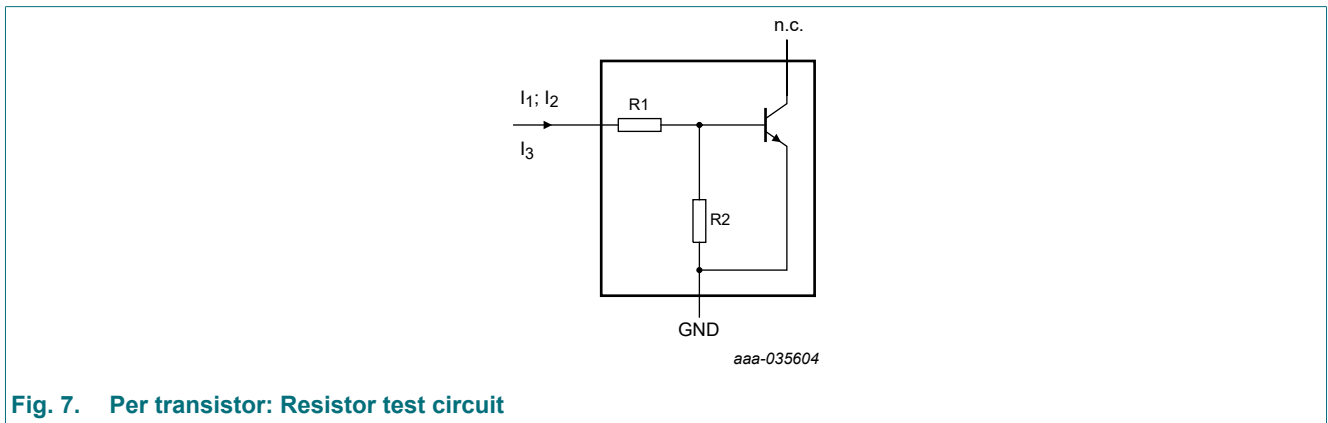 n.c.
I1; I2
R1
I3
R2
GND
aaa-035604
Fig. 7. Per transistor: Resistor test circuit